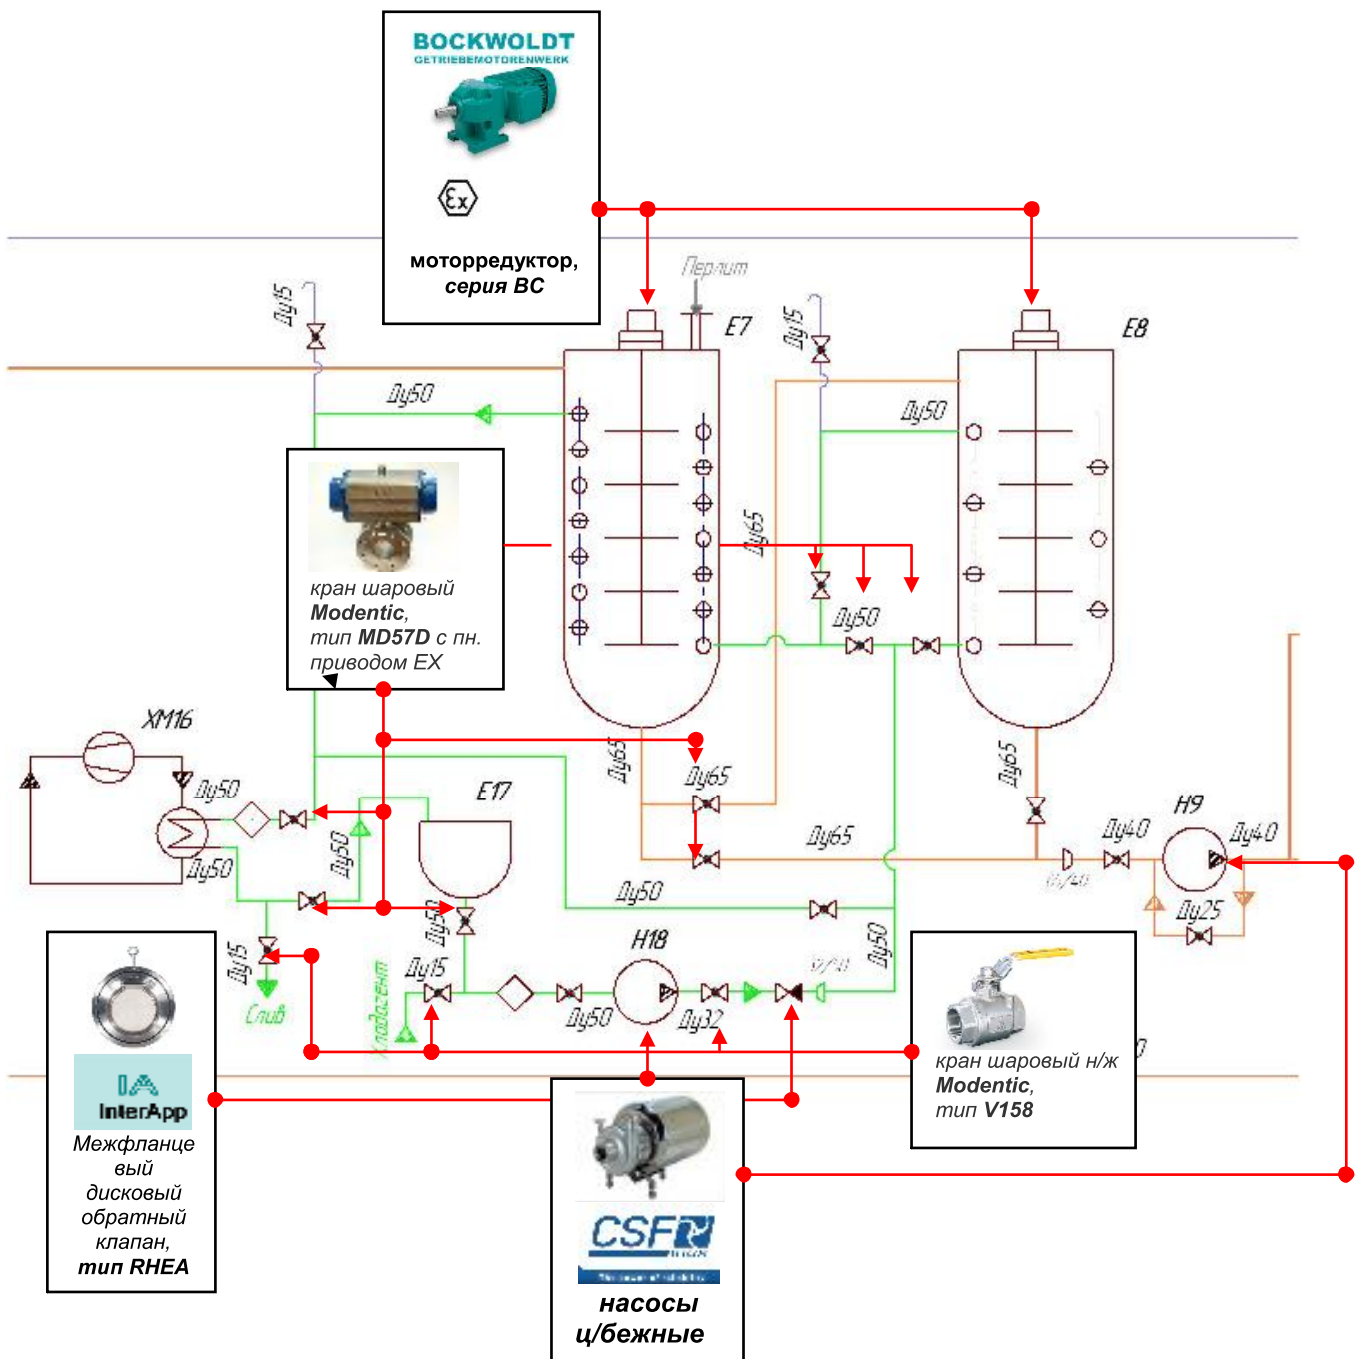 BOCKWOLDT
GETRIEBEMOTORENWERK
Ex
моторредуктор,
серия BC
Перлит
Ду15
E7
Ду15
E8
Ду50
Ду50
Ду65
кран шаровый
Modentic,
тип MD57D с пн.
приводом EX
Ду50
ХМ16
Ду65
Ду65
Ду65
Ду50
E17
H9
Ду50
Ду50
Ду65
Ду40
Ду40
Ду50
Ду50
Ду25
Ду15
H18
Ду50
Ду15
Слив
Хладагент
Ду50
Ду32
IA
InterApp
Межфланце
вый
дисковый
обратный
клапан,
тип RHEA
кран шаровый н/ж
Modentic,
тип V158
CSF
насосы
ц/бежные